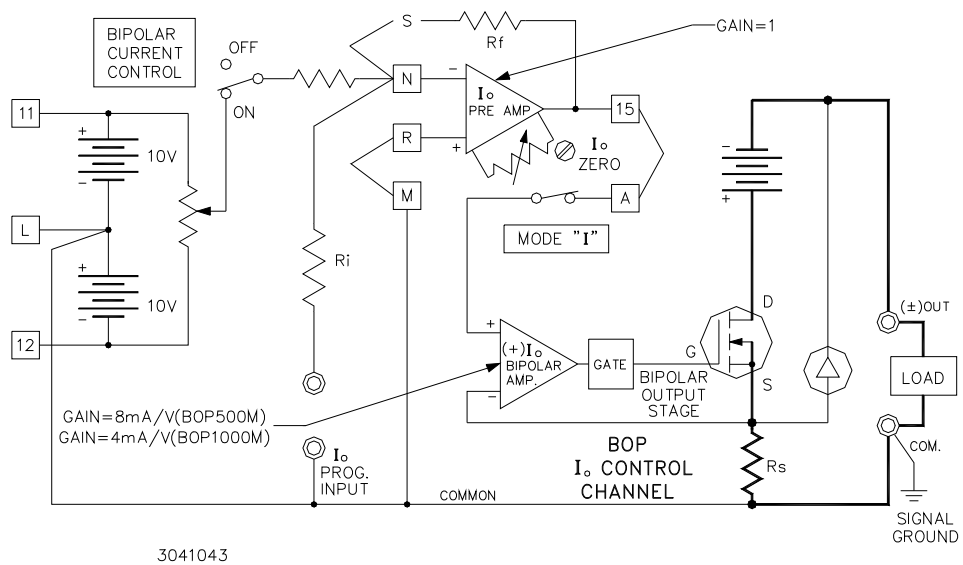 BIPOLAR
CURRENT
CONTROL
OFF
ON
S
Rf
GAIN=1
N
-
Io
PRE AMP
+
R
M
15
Io
ZERO
A
MODE "I"
11
+
10V
-
L
+
10V
-
12
Ri
-
+
D
G
S
+
(+)Io
BIPOLAR
AMP.
-
GATE
BIPOLAR
OUTPUT
STAGE
(±)OUT
LOAD
COM.
GAIN=8mA/V(BOP500M)
GAIN=4mA/V(BOP1000M)
Io
PROG.
INPUT
COMMON
BOP
Io CONTROL
CHANNEL
Rs
SIGNAL
GROUND
3041043